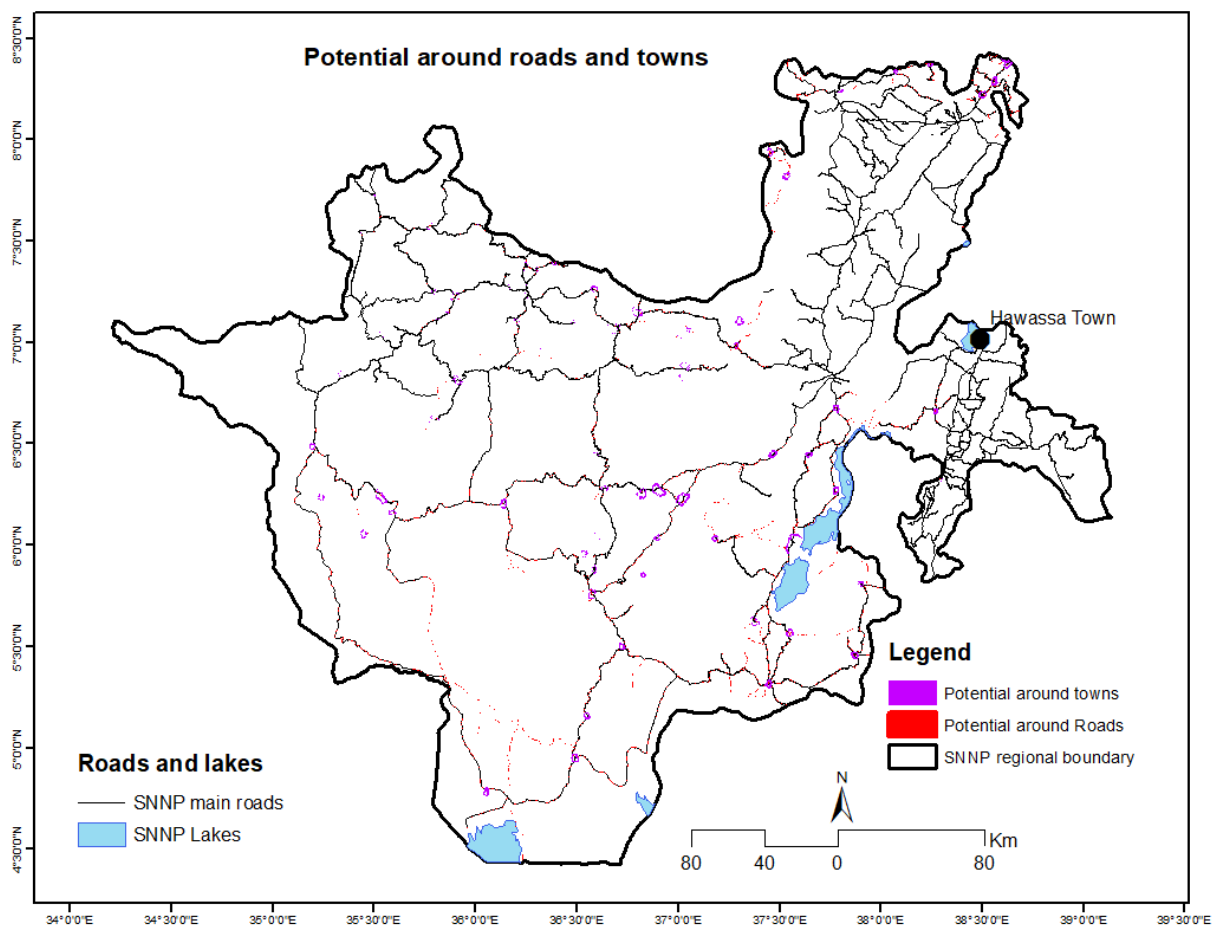 Potential around roads and towns
Hawassa Town
Legend
Potential around towns
Potential around Roads
SNNP regional boundary
Roads and lakes
SNNP main roads
SNNP Lakes
N
Km
80 40 0 80
8°30'0"N
8°0'0"N
7°30'0"N
7°0'0"N
6°30'0"N
6°0'0"N
5°30'0"N
5°0'0"N
4°30'0"N
34°0'0"E 34°30'0"E 35°0'0"E 35°30'0"E 36°0'0"E 36°30'0"E 37°0'0"E 37°30'0"E 38°0'0"E 38°30'0"E 39°0'0"E 39°30'0"E